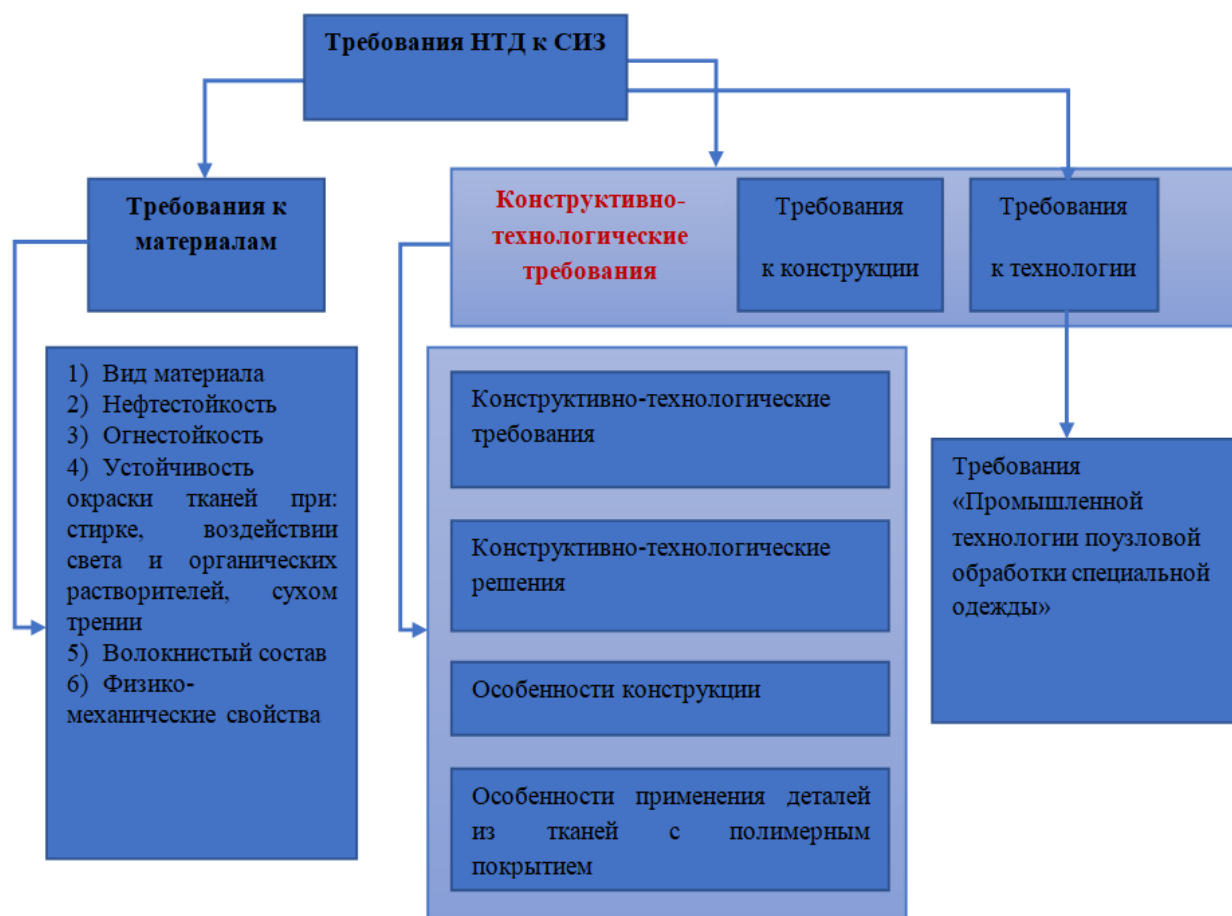 Требования НТД к СИЗ
Требования к
материалам
Конструктивно-
технологические
требования
Требования
к конструкции
Требования
к технологии
1) Вид материала
2) Нефтестойкость
3) Огнестойкость
4) Устойчивость
окраски тканей при:
стирке, воздействии
света и органических
растворителей, сухом
трении
5) Волокнистый состав
6) Физико-
механические свойства
Конструктивно-технологические
требования
Конструктивно-технологические
решения
Особенности конструкции
Особенности применения деталей
из тканей с полимерным
покрытием
Требования
«Промышленной
технологии поузловой
обработки специальной
одежды»